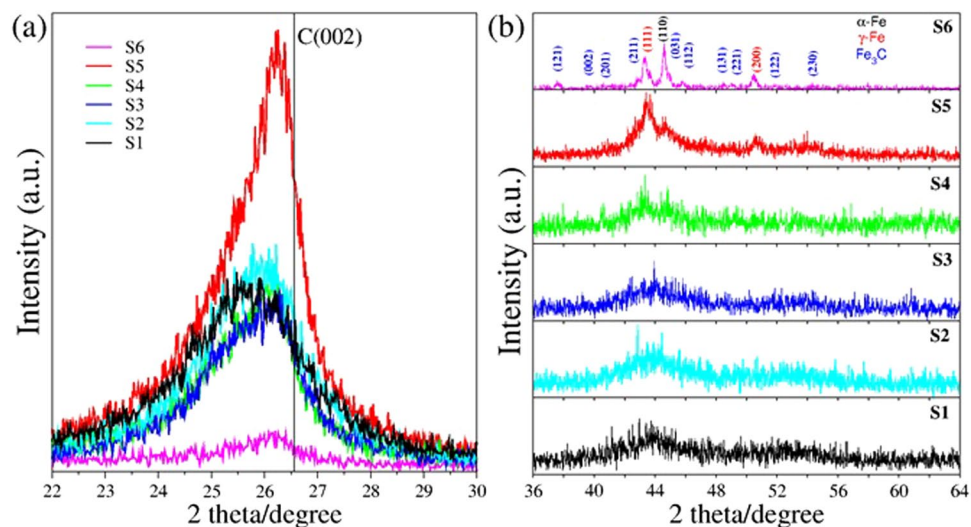 (a)
C(002)
S6
S5
S4
S3
S2
S1
Intensity (a.u.)
22 23 24 25 26 27 28 29 30
2 theta/degree
(b)
α-Fe
γ-Fe
Fe₃C
S6
(121)
(002)
(201)
(211)
(111)
(110)
(031)
(112)
(131)
(221)
(200)
(122)
(230)
S5
S4
S3
S2
S1
Intensity (a.u.)
36 40 44 48 52 56 60 64
2 theta/degree